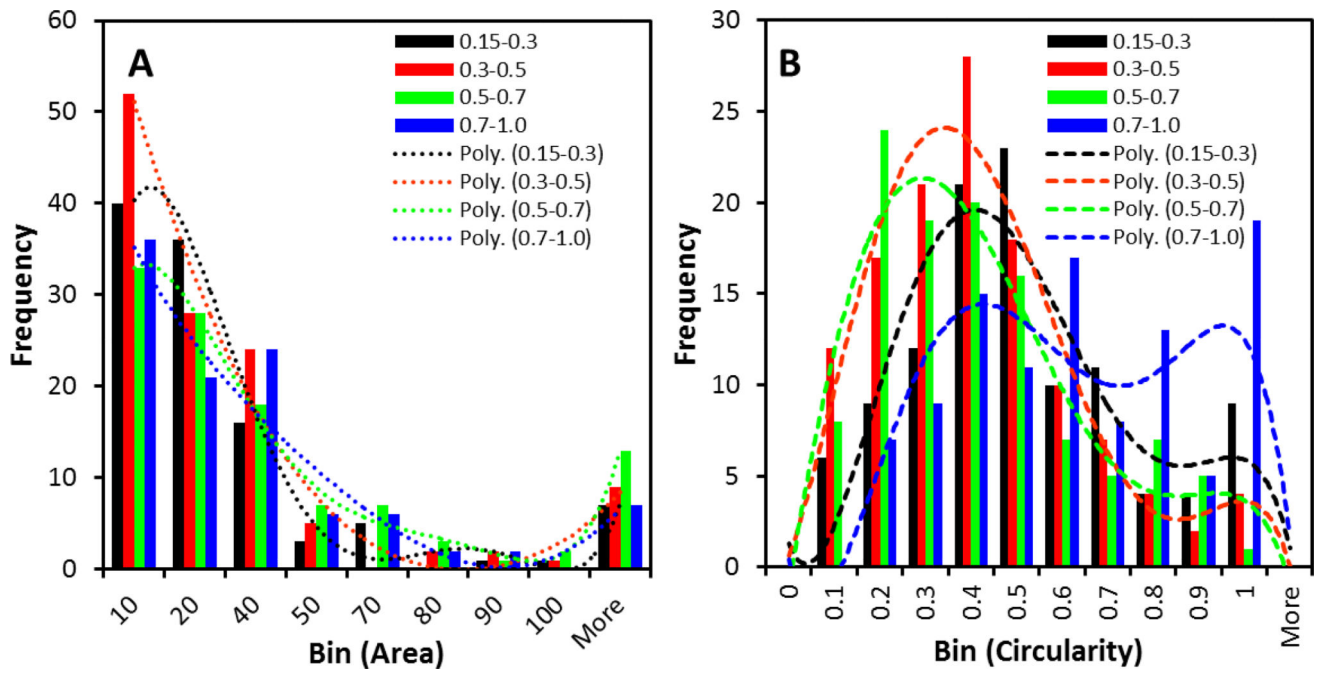 A
0.15-0.3
0.3-0.5
0.5-0.7
0.7-1.0
Poly. (0.15-0.3)
Poly. (0.3-0.5)
Poly. (0.5-0.7)
Poly. (0.7-1.0)
Frequency
60
50
40
30
20
10
0
10 20 40 50 70 80 90 100 More
Bin (Area)
B
0.15-0.3
0.3-0.5
0.5-0.7
0.7-1.0
Poly. (0.15-0.3)
Poly. (0.3-0.5)
Poly. (0.5-0.7)
Poly. (0.7-1.0)
Frequency
30
25
20
15
10
5
0
0 0.1 0.2 0.3 0.4 0.5 0.6 0.7 0.8 0.9 1 More
Bin (Circularity)